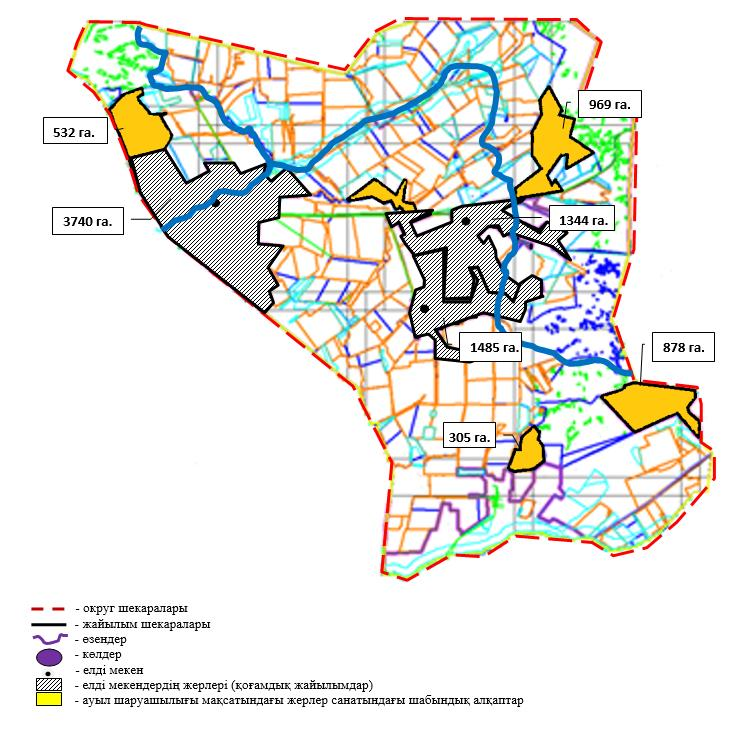 969 га.
532 га.
3740 га.
1344 га.
1485 га.
878 га.
305 га.
- округ шекаралары
- жайылым шекаралары
- өзендер
- көлдер
- елді мекен
- елді мекендердің жерлері (қоғамдық жайылымдар)
- ауыл шаруашылығы мақсатындағы жерлер санатындағы шабындық алқаптар